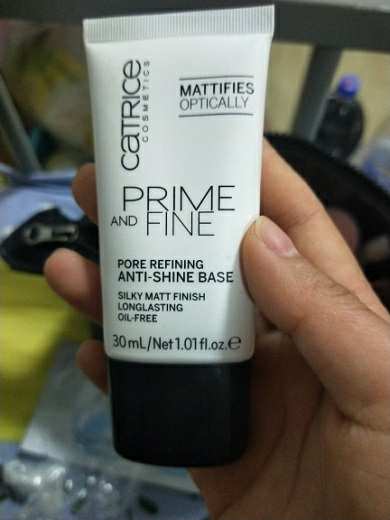 CATRICE
COSMETICS
MATTIFIES
OPTICALLY
PRIME
AND FINE
PORE REFINING
ANTI-SHINE BASE
SILKY MATT FINISH
LONGLASTING
OIL-FREE
30 mL/Net 1.01 fl.oz.℮